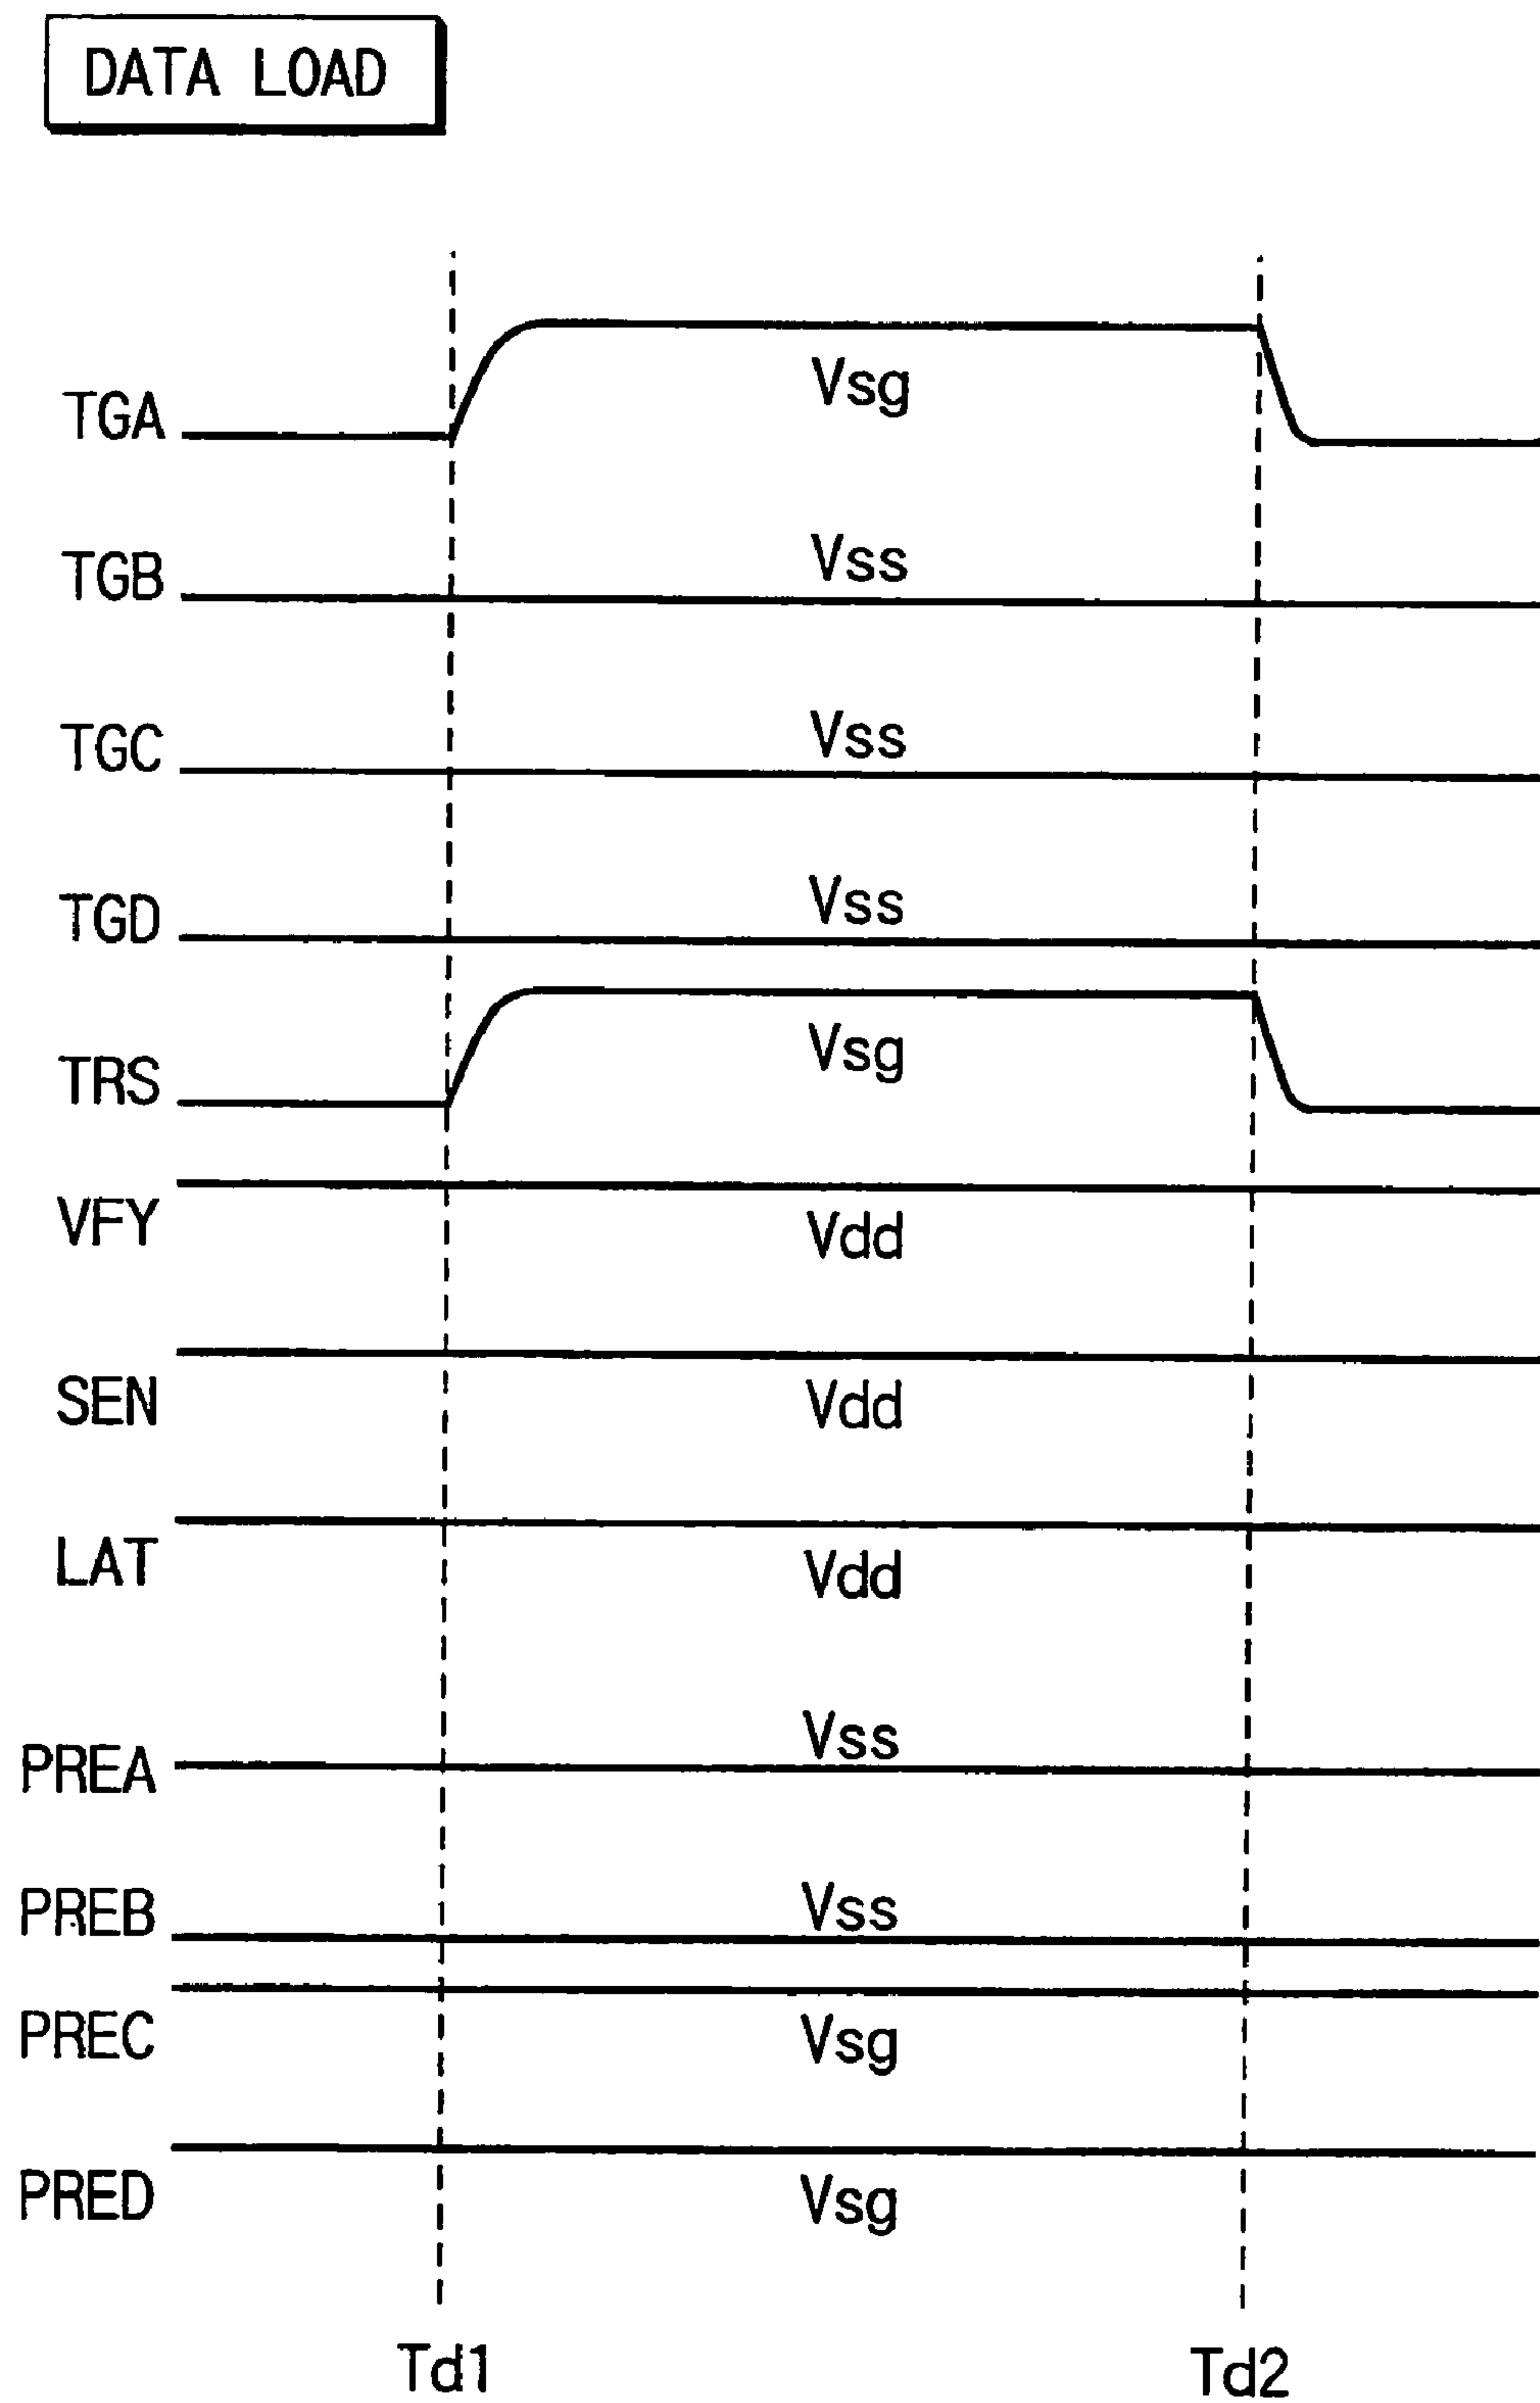 DATA LOAD
TGA Vsg
TGB Vss
TGC Vss
TGD Vss
TRS Vsg
VFY Vdd
SEN Vdd
LAT Vdd
PREA Vss
PREB Vss
PREC Vsg
PRED Vsg
Td1 Td2